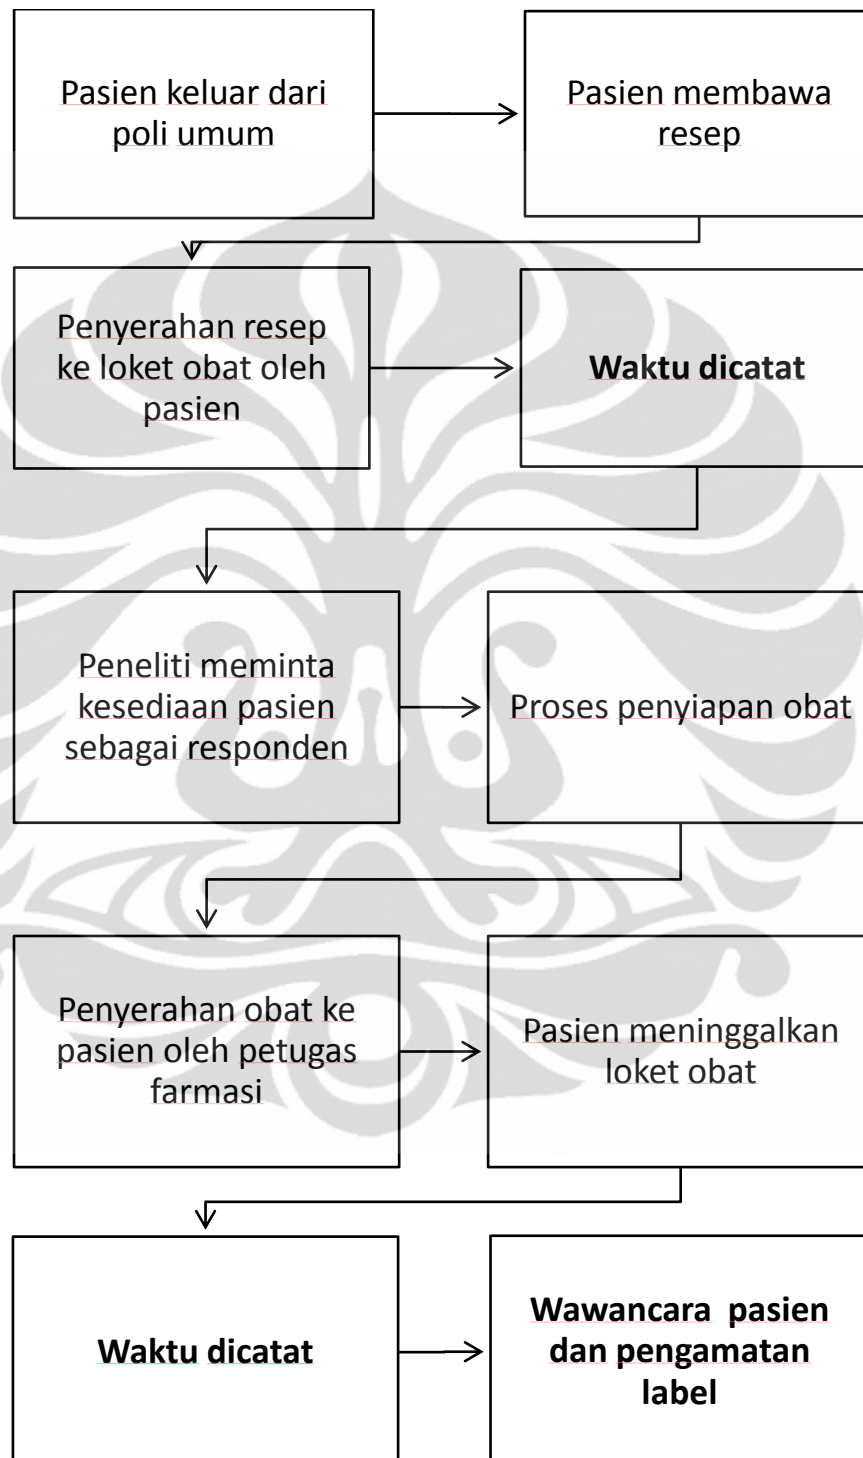 Pasien keluar dari
poli umum
Pasien membawa
resep
Penyerahan resep
ke loket obat oleh
pasien
Waktu dicatat
Peneliti meminta
kesediaan pasien
sebagai responden
Proses penyiapan obat
Penyerahan obat ke
pasien oleh petugas
farmasi
Pasien meninggalkan
loket obat
Waktu dicatat
Wawancara pasien
dan pengamatan
label